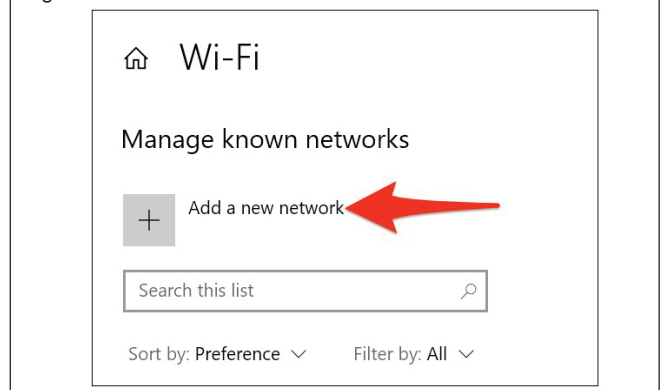 Wi-Fi
Manage known networks
Add a new network
Search this list
Sort by: Preference Filter by: All